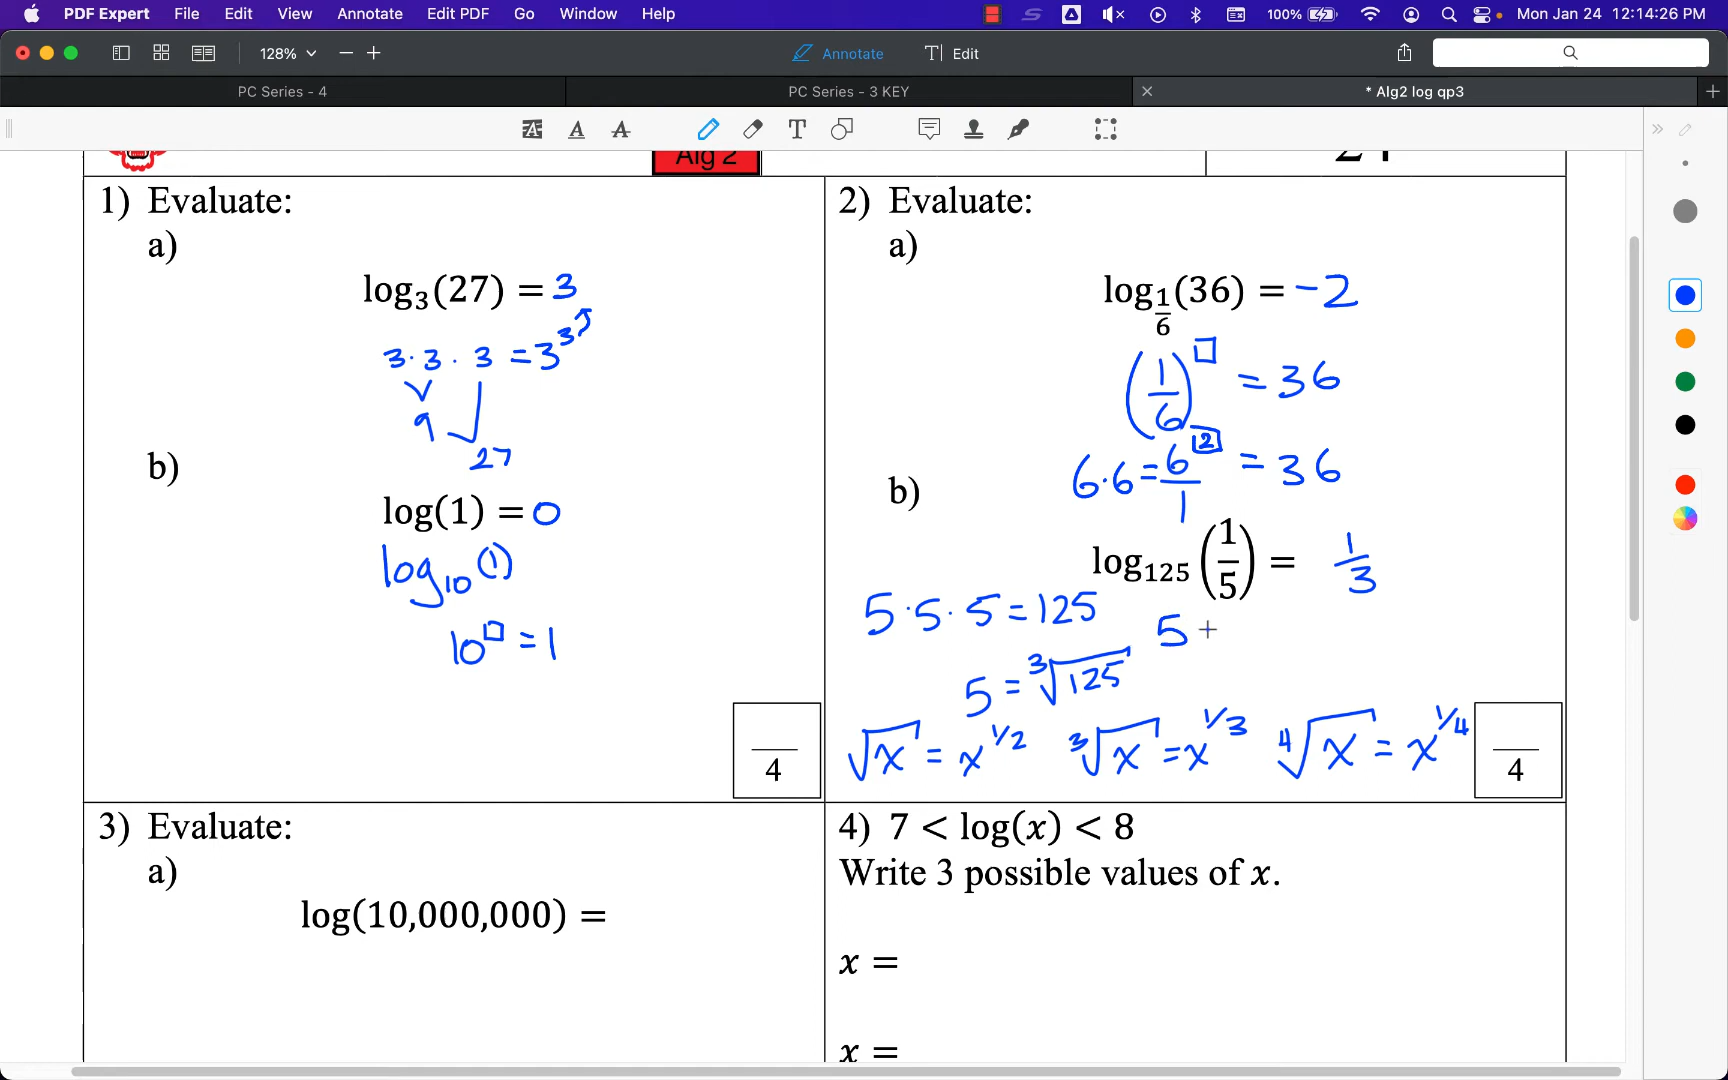 PDF Expert File Edit View Annotate Edit PDF Go Window Help 100% Mon Jan 24 12:14:26 PM
128% Annotate T Edit
PC Series - 4 PC Series - 3 KEY * Alg2 log qp3
Alg 2
1) Evaluate:
a)
log₃(27) = 3
3·3·3 = 3³
9
27
b)
log(1) = 0
log₁₀(1)
10^□ = 1
4
2) Evaluate:
a)
log_{1/6}(36) = -2
(1/6)^□ = 36
6·6 = 6^2/1 = 36
b)
log₁₂₅(1/5) = 1/3
5·5·5 = 125
5
5 = ∛125
√x = x^1/2 ∛x = x^1/3 ∜x = x^1/4
4
3) Evaluate:
a)
log(10,000,000) =
4) 7 < log(x) < 8
Write 3 possible values of x.
x =
x =